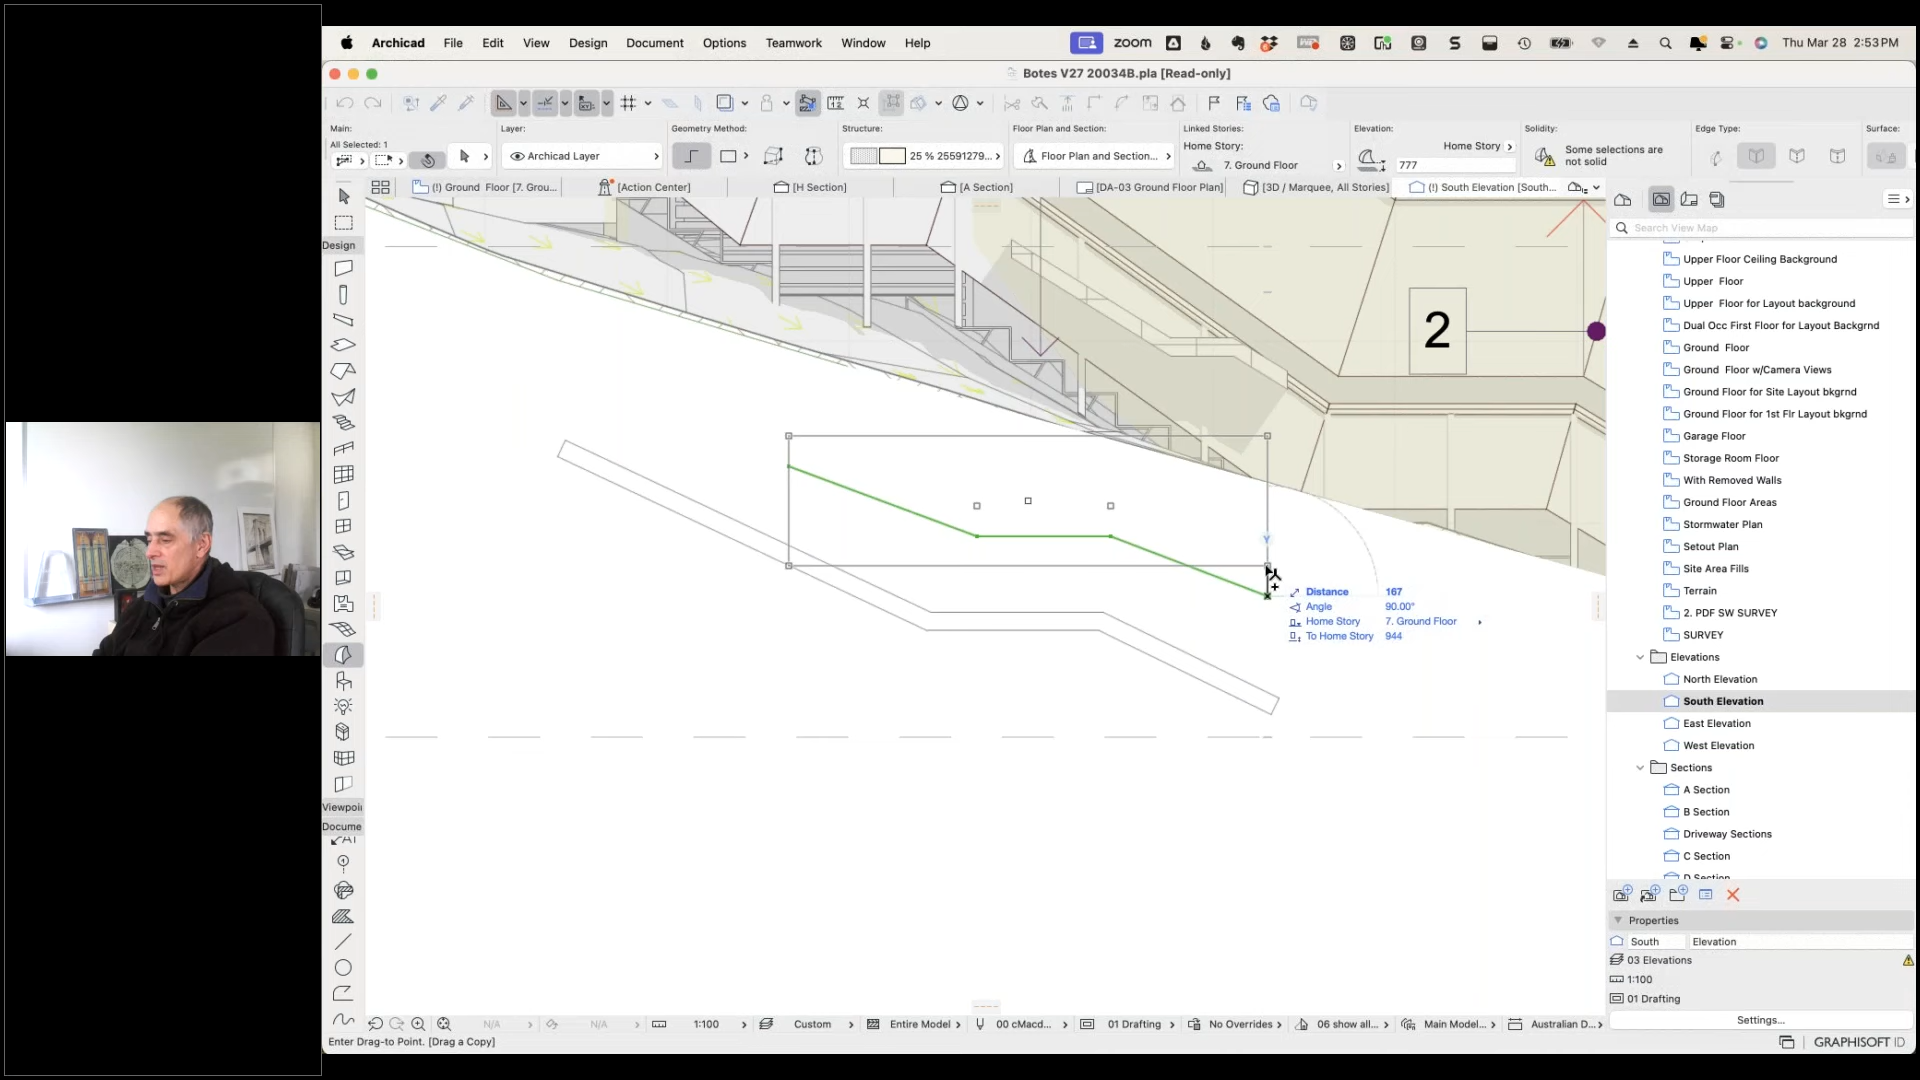 Archicad File Edit View Design Document Options Teamwork Window Help
zoom
Thu Mar 28 2:53 PM
Botes V27 20034B.pla [Read-only]
Main:
All Selected: 1
Layer:
Archicad Layer
Geometry Method:
Structure:
25 % 25591279...
Floor Plan and Section:
Floor Plan and Section...
Linked Stories:
Home Story:
7. Ground Floor
Elevation:
Home Story
777
Solidity:
Some selections are
not solid
Edge Type:
Surface:
(!) Ground Floor [7. Grou...
[Action Center]
[H Section]
[A Section]
[DA-03 Ground Floor Plan]
[3D / Marquee, All Stories]
(!) South Elevation [South...
Search View Map
Design
Viewpoi
Docume
A1
2
Distance 167
Angle 90.00°
Home Story 7. Ground Floor
To Home Story 944
Upper Floor Ceiling Background
Upper Floor
Upper Floor for Layout background
Dual Occ First Floor for Layout Backgrnd
Ground Floor
Ground Floor w/Camera Views
Ground Floor for Site Layout bkgrnd
Ground Floor for 1st Flr Layout bkgrnd
Garage Floor
Storage Room Floor
With Removed Walls
Ground Floor Areas
Stormwater Plan
Setout Plan
Site Area Fills
Terrain
2. PDF SW SURVEY
SURVEY
Elevations
North Elevation
South Elevation
East Elevation
West Elevation
Sections
A Section
B Section
Driveway Sections
C Section
D Section
Properties
South Elevation
03 Elevations
1:100
01 Drafting
Settings...
N/A N/A 1:100 Custom Entire Model 00 cMacd... 01 Drafting No Overrides 06 show all... Main Model... Australian D...
Enter Drag-to Point. [Drag a Copy]
GRAPHISOFT ID